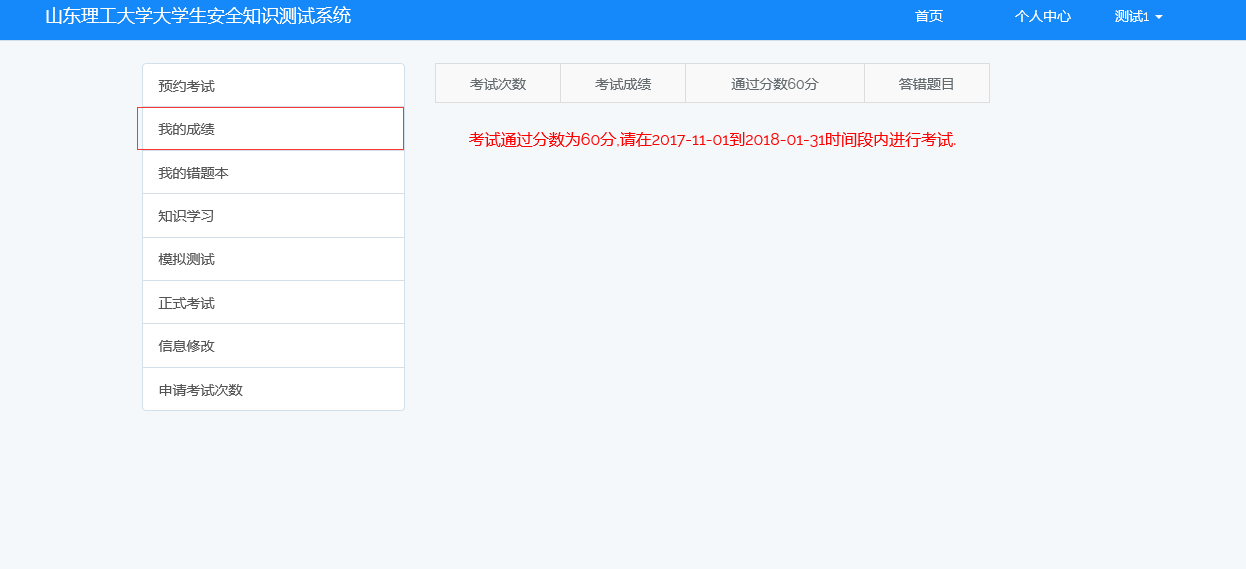 山东理工大学大学生安全知识测试系统
首页 个人中心 测试1
预约考试
我的成绩
我的错题本
知识学习
模拟测试
正式考试
信息修改
申请考试次数
考试次数 考试成绩 通过分数60分 答错题目
考试通过分数为60分,请在2017-11-01到2018-01-31时间段内进行考试.